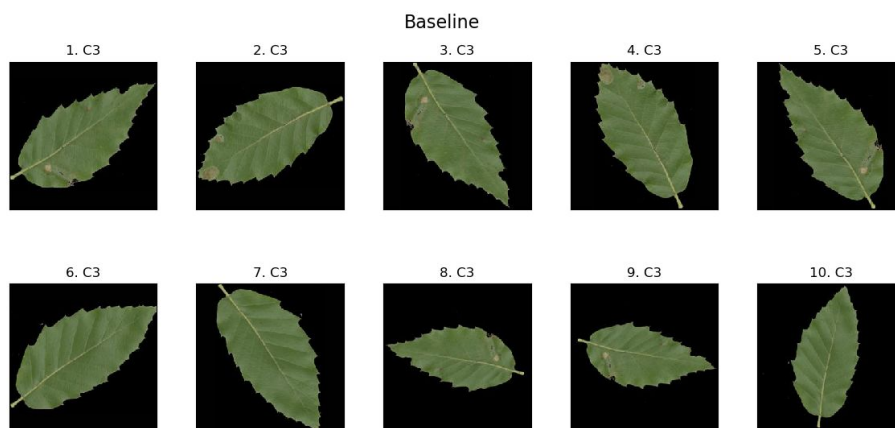 Baseline
1. C3
2. C3
3. C3
4. C3
5. C3
6. C3
7. C3
8. C3
9. C3
10. C3